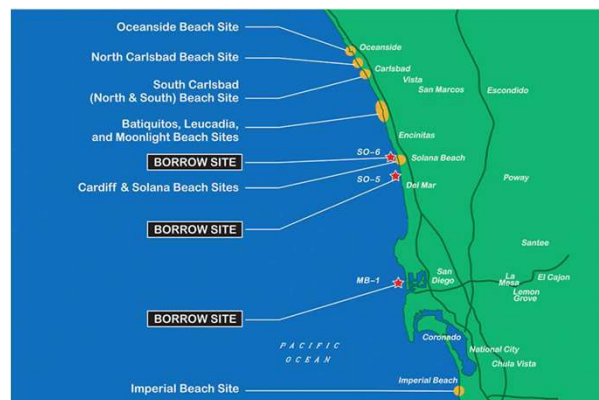 Oceanside Beach Site
North Carlsbad Beach Site
South Carlsbad
(North & South) Beach Site
Batiquitos, Leucadia,
and Moonlight Beach Sites
BORROW SITE
Cardiff & Solana Beach Sites
BORROW SITE
BORROW SITE
Imperial Beach Site
Oceanside
Carlsbad
Vista
San Marcos
Escondido
Encinitas
SO-6
Solana Beach
SO-5
Del Mar
Poway
Santee
MB-1
San
Diego
La
Mesa
El Cajon
Lemon
Grove
PACIFIC
OCEAN
Coronado
National City
Chula Vista
Imperial Beach